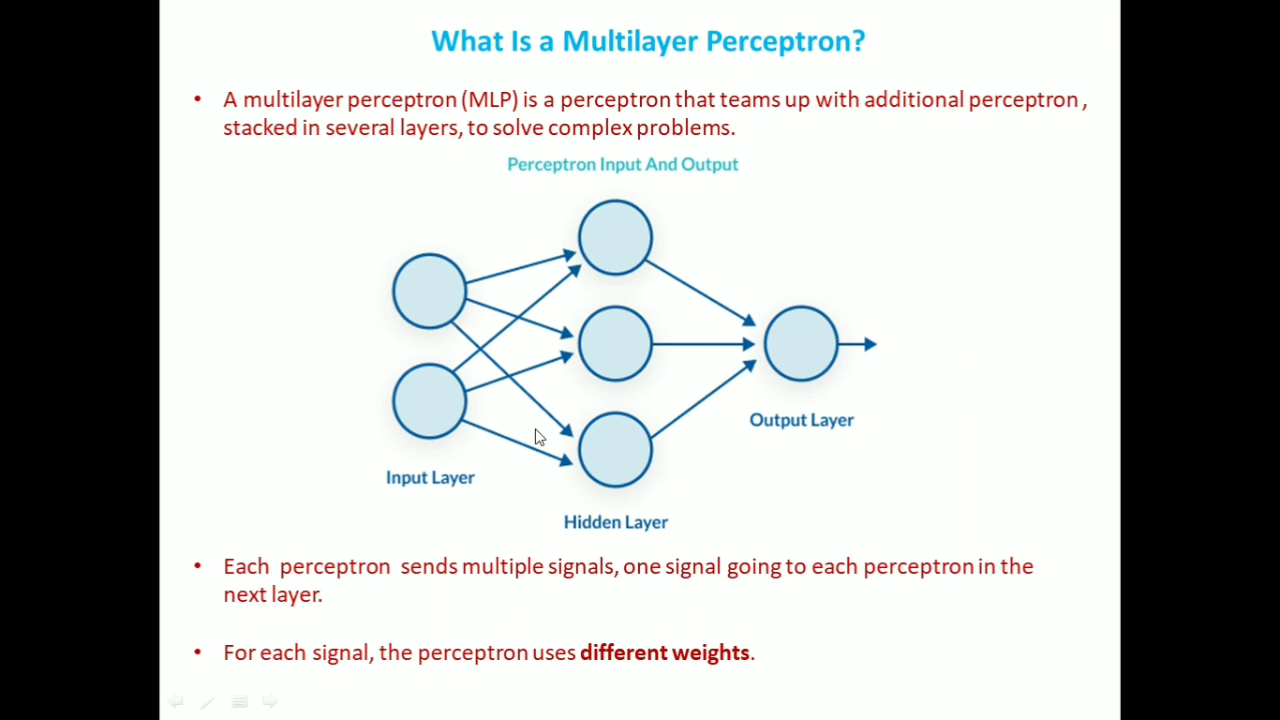 What Is a Multilayer Perceptron?
• A multilayer perceptron (MLP) is a perceptron that teams up with additional perceptron ,
stacked in several layers, to solve complex problems.
Perceptron Input And Output
Input Layer
Hidden Layer
Output Layer
• Each perceptron sends multiple signals, one signal going to each perceptron in the
next layer.
• For each signal, the perceptron uses different weights.